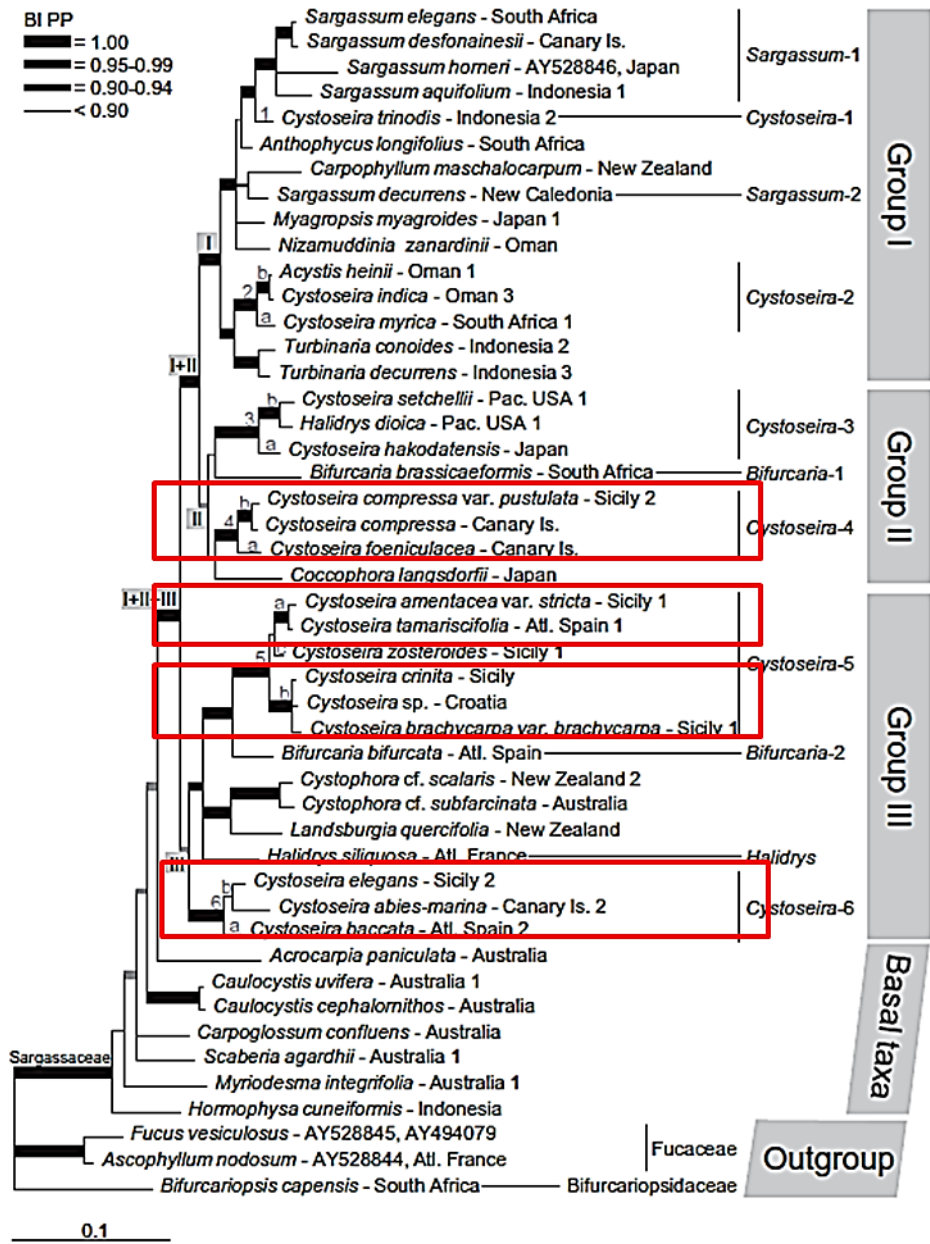 BI PP
= 1.00
= 0.95-0.99
= 0.90-0.94
< 0.90
Sargassum elegans - South Africa
Sargassum desfonainesii - Canary Is.
Sargassum horneri - AY528846, Japan
Sargassum-1
Sargassum aquifolium - Indonesia 1
1
Cystoseira trinodis - Indonesia 2
Cystoseira-1
Anthophycus longifolius - South Africa
Group I
Carpophyllum maschalocarpum - New Zealand
Sargassum decurrens - New Caledonia
Sargassum-2
Myagropsis myagroides - Japan 1
I
Nizamuddinia zanardinii - Oman
b
Acystis heinii - Oman 1
2
Cystoseira indica - Oman 3
Cystoseira-2
a
Cystoseira myrica - South Africa 1
Turbinaria conoides - Indonesia 2
I+II
Turbinaria decurrens - Indonesia 3
b
Cystoseira setchellii - Pac. USA 1
3
Halidrys dioica - Pac. USA 1
Cystoseira-3
a
Cystoseira hakodatensis - Japan
Bifurcaria brassicaeformis - South Africa
Bifurcaria-1
Group II
II
b
Cystoseira compressa var. pustulata - Sicily 2
4
Cystoseira compressa - Canary Is.
Cystoseira-4
a
Cystoseira foeniculacea - Canary Is.
Coccophora langsdorfii - Japan
I+II+III
a
Cystoseira amentacea var. stricta - Sicily 1
Cystoseira tamariscifolia - Atl. Spain 1
5
c
Cystoseira zosteroides - Sicily 1
Cystoseira-5
Cystoseira crinita - Sicily
b
Cystoseira sp. - Croatia
Cystoseira brachycarpa var. brachycarpa - Sicily 1
Group III
Bifurcaria bifurcata - Atl. Spain
Bifurcaria-2
Cystophora cf. scalaris - New Zealand 2
Cystophora cf. subfarcinata - Australia
Landsburgia quercifolia - New Zealand
III
Halidrys siliquosa - Atl. France
Halidrys
b
Cystoseira elegans - Sicily 2
6
Cystoseira abies-marina - Canary Is. 2
Cystoseira-6
a
Cystoseira baccata - Atl. Spain 2
Acrocarpia paniculata - Australia
Caulocystis uvifera - Australia 1
Caulocystis cephalornithos - Australia
Basal taxa
Carpoglossum confluens - Australia
Sargassaceae
Scaberia agardhii - Australia 1
Myriodesma integrifolia - Australia 1
Hormophysa cuneiformis - Indonesia
Fucus vesiculosus - AY528845, AY494079
Fucaceae
Ascophyllum nodosum - AY528844, Atl. France
Outgroup
Bifurcariopsis capensis - South Africa
Bifurcariopsidaceae
0.1